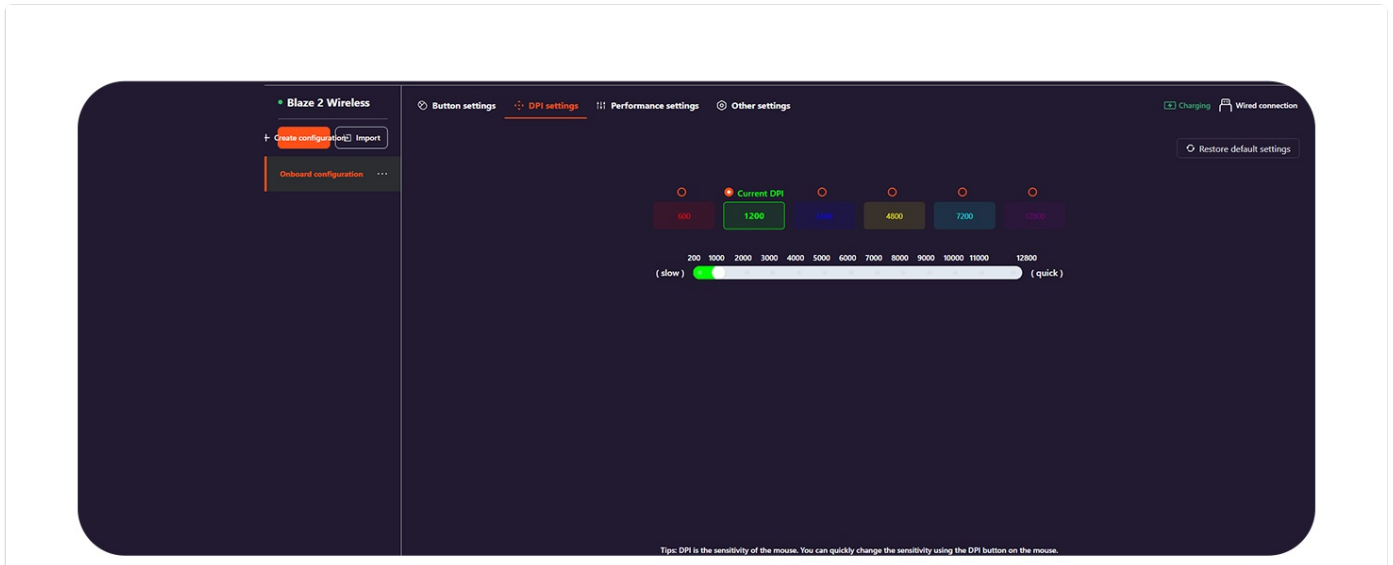 Blaze 2 Wireless
Button settings
DPI settings
Performance settings
Other settings
Charging
Wired connection
Create configuration
Import
Restore default settings
Onboard configuration ...
Current DPI
600 1200 4800 7200
200 1000 2000 3000 4000 5000 6000 7000 8000 9000 10000 11000 12800
( slow ) ( quick )
Tips: DPI is the sensitivity of the mouse. You can quickly change the sensitivity using the DPI button on the mouse.